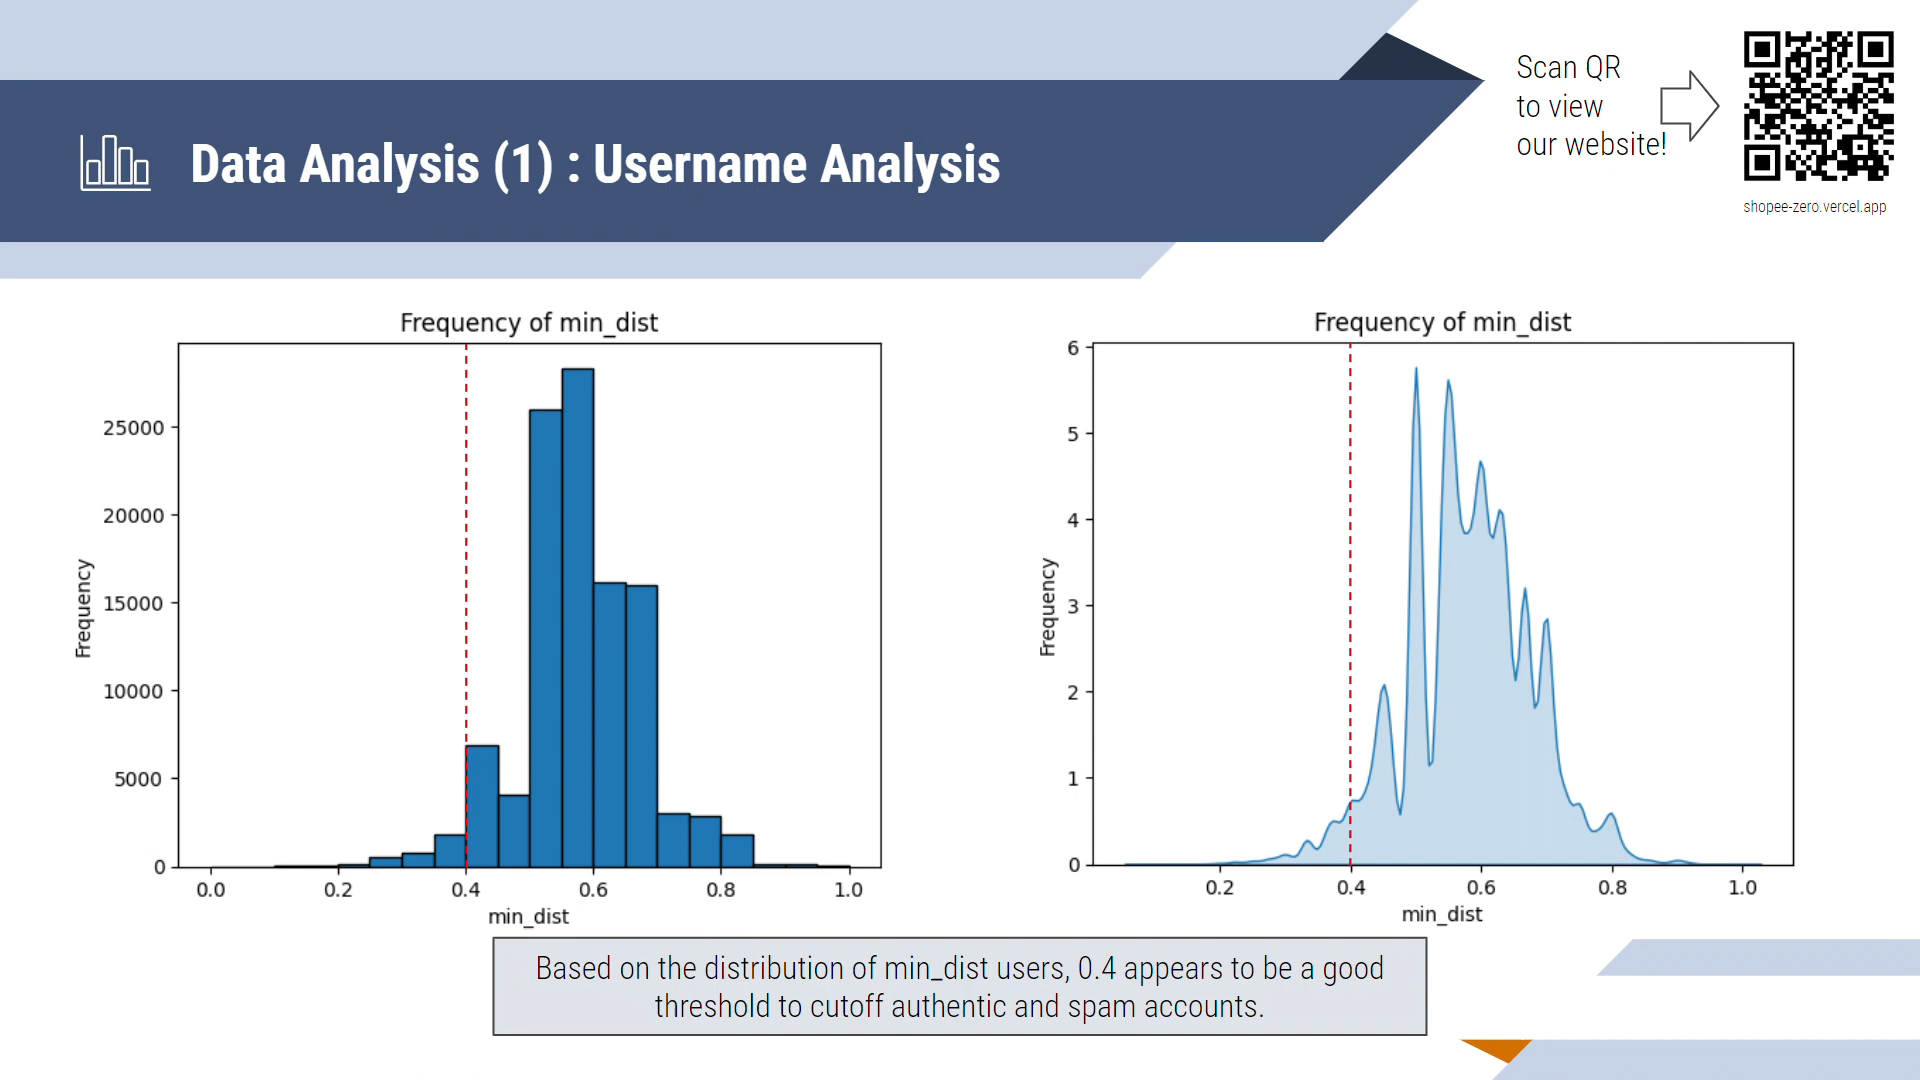 Scan QR
to view
our website!
shopee-zero.vercel.app
Data Analysis (1) : Username Analysis
Frequency of min_dist
25000
20000
15000
10000
5000
0
Frequency
0.0 0.2 0.4 0.6 0.8 1.0
min_dist
Frequency of min_dist
6
5
4
3
2
1
0
Frequency
0.2 0.4 0.6 0.8 1.0
min_dist
Based on the distribution of min_dist users, 0.4 appears to be a good
threshold to cutoff authentic and spam accounts.